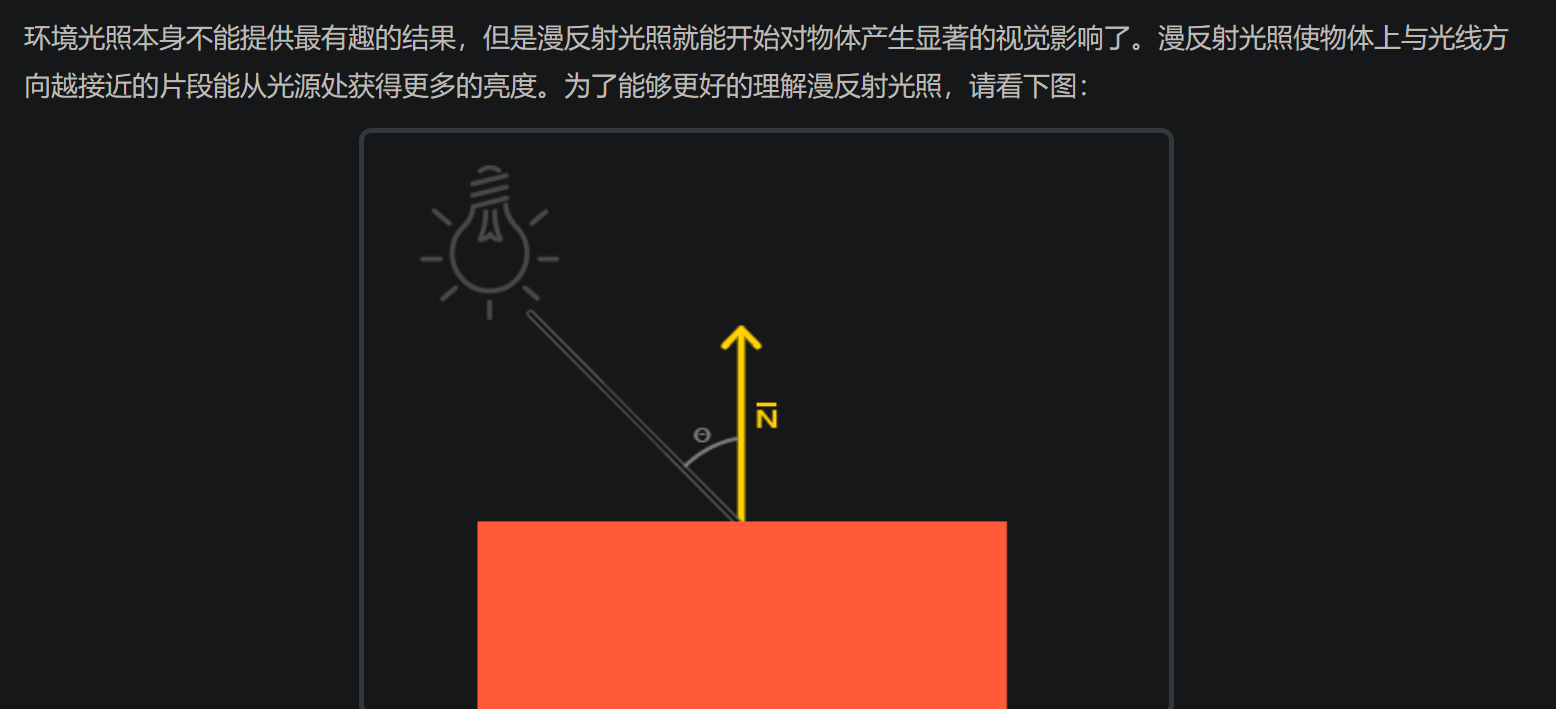 环境光照本身不能提供最有趣的结果，但是漫反射光照就能开始对物体产生显著的视觉影响了。漫反射光照使物体上与光线方
向越接近的片段能从光源处获得更多的亮度。为了能够更好的理解漫反射光照，请看下图：
Θ
N̅